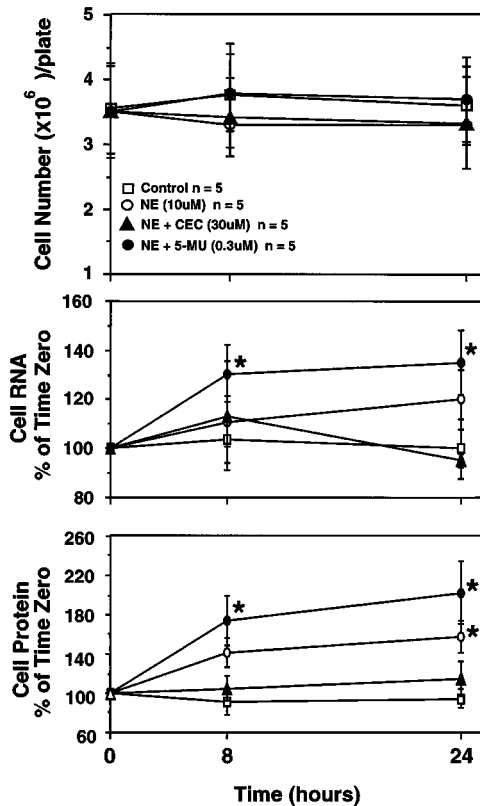 Cell Number (x10⁶)/plate
5
4
3
2
1
Control n = 5
NE (10uM) n = 5
NE + CEC (30uM) n = 5
NE + 5-MU (0.3uM) n = 5
Cell RNA
% of Time Zero
160
140
120
100
80
*
*
Cell Protein
% of Time Zero
260
220
180
140
100
60
*
*
*
0
8
24
Time (hours)